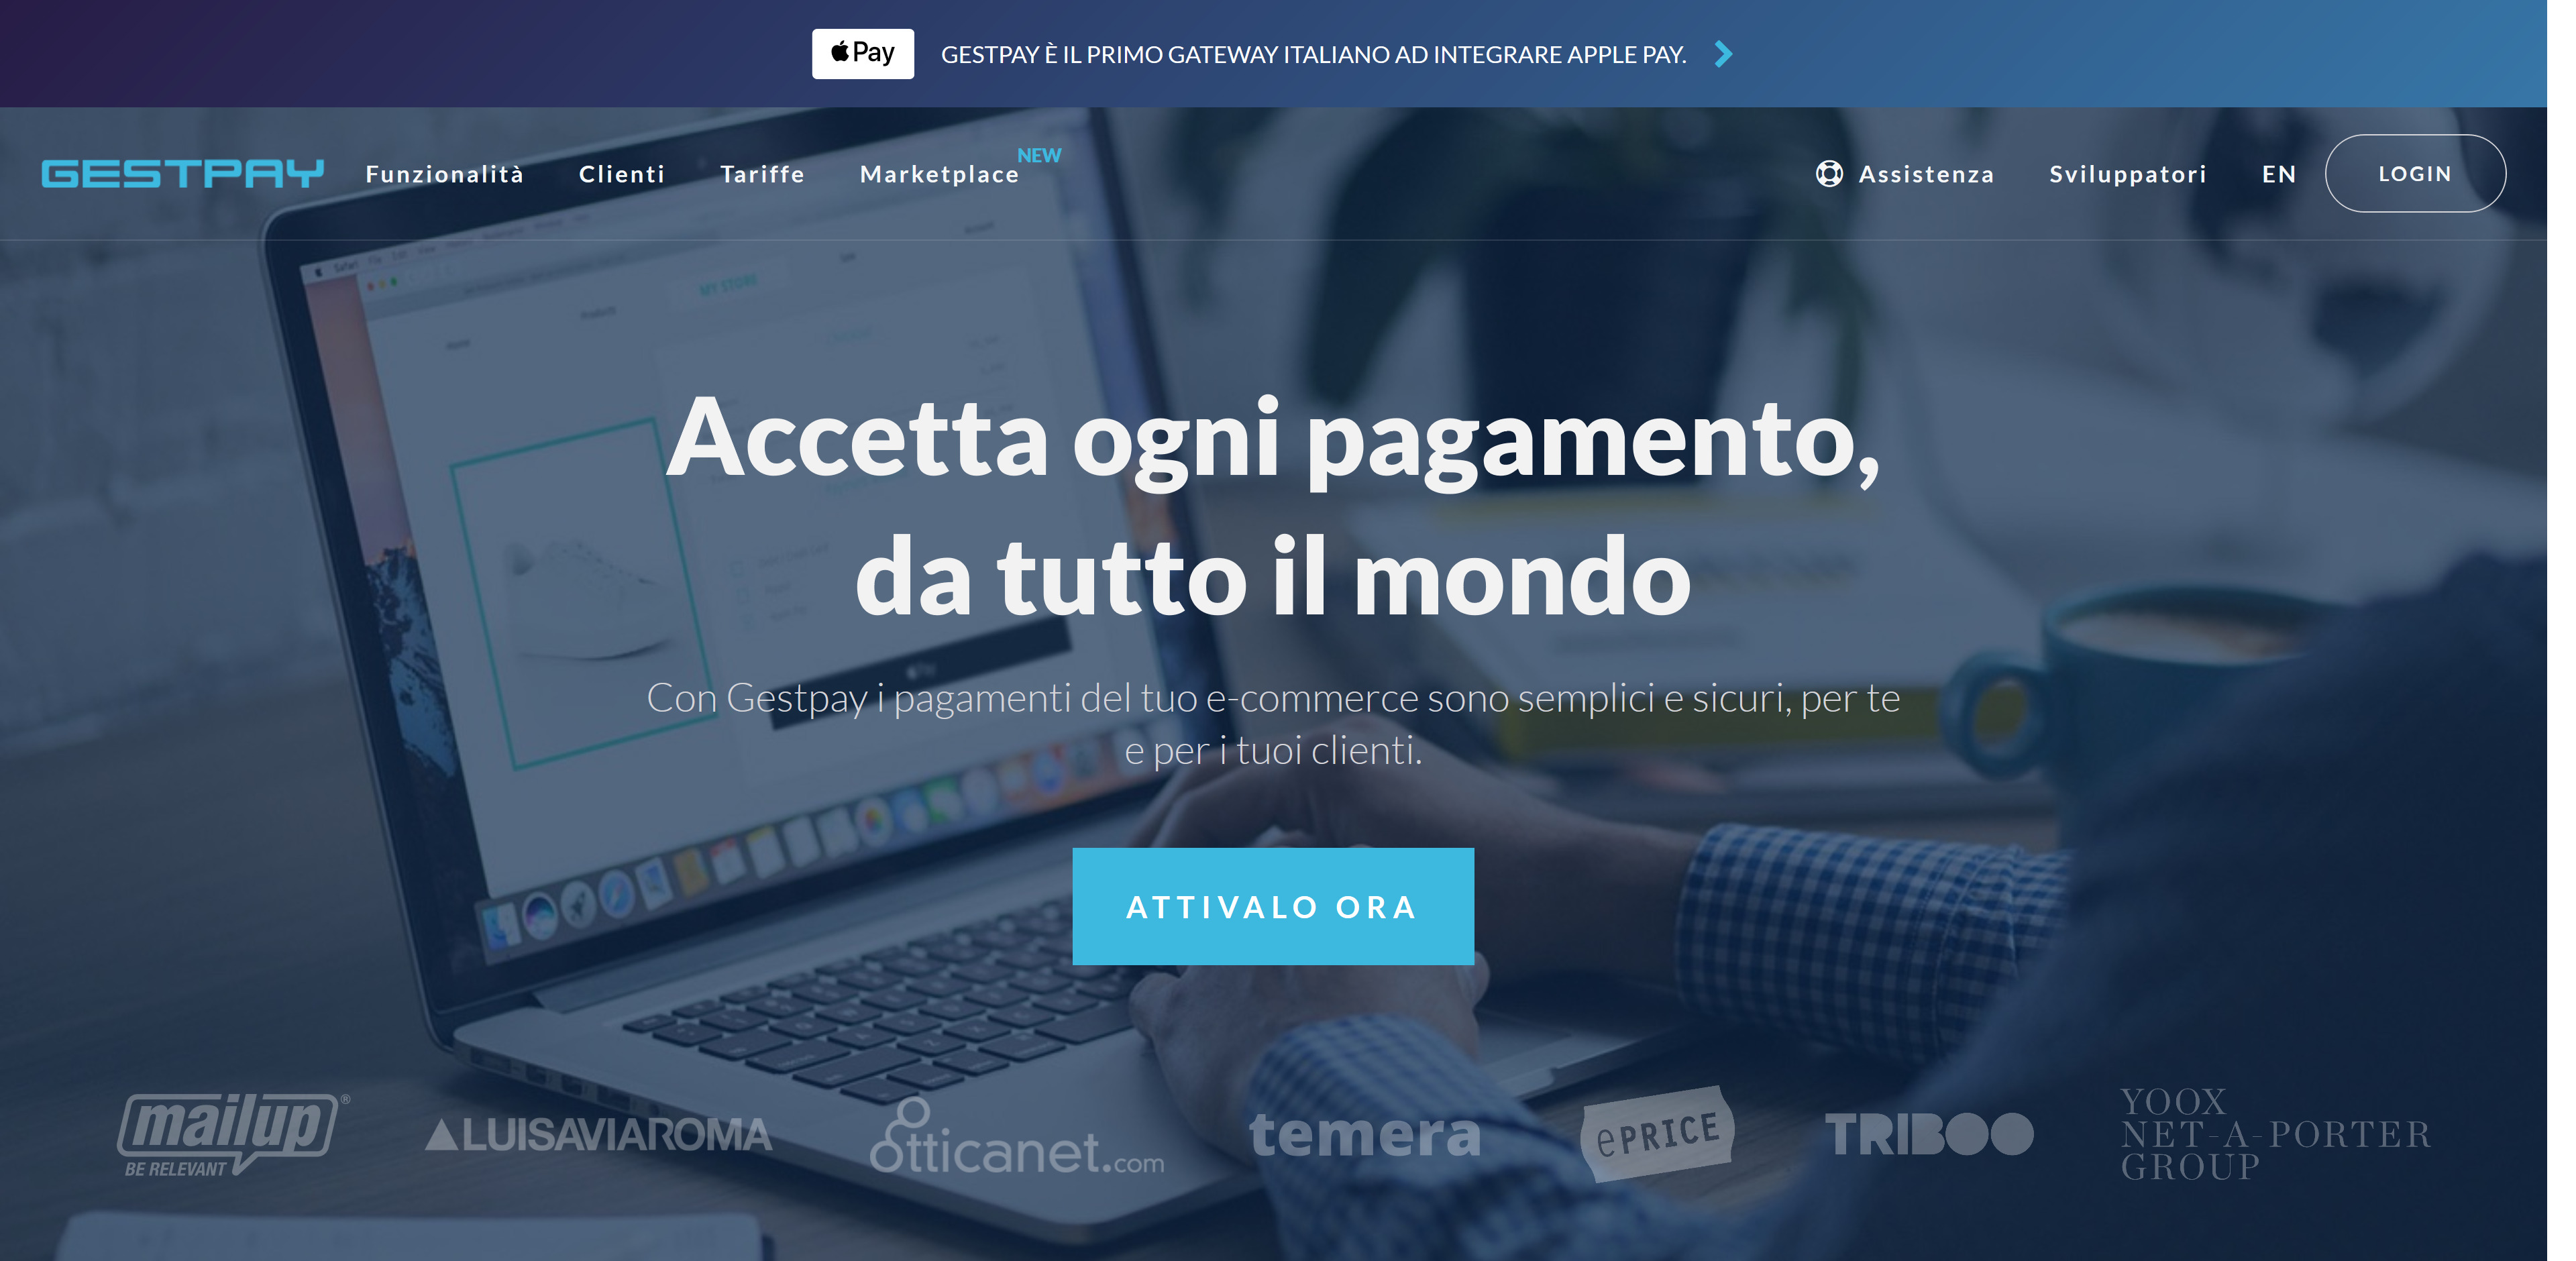 Pay GESTPAY È IL PRIMO GATEWAY ITALIANO AD INTEGRARE APPLE PAY.
GESTPAY Funzionalità Clienti Tariffe Marketplace NEW Assistenza Sviluppatori EN LOGIN
MY STORE
Accetta ogni pagamento,
da tutto il mondo
Con Gestpay i pagamenti del tuo e-commerce sono semplici e sicuri, per te
e per i tuoi clienti.
ATTIVALO ORA
mailup®
BE RELEVANT
LUISAVIAROMA
otticanet.com
temera
ePRICE
TRIBOO
YOOX
NET-A-PORTER
GROUP